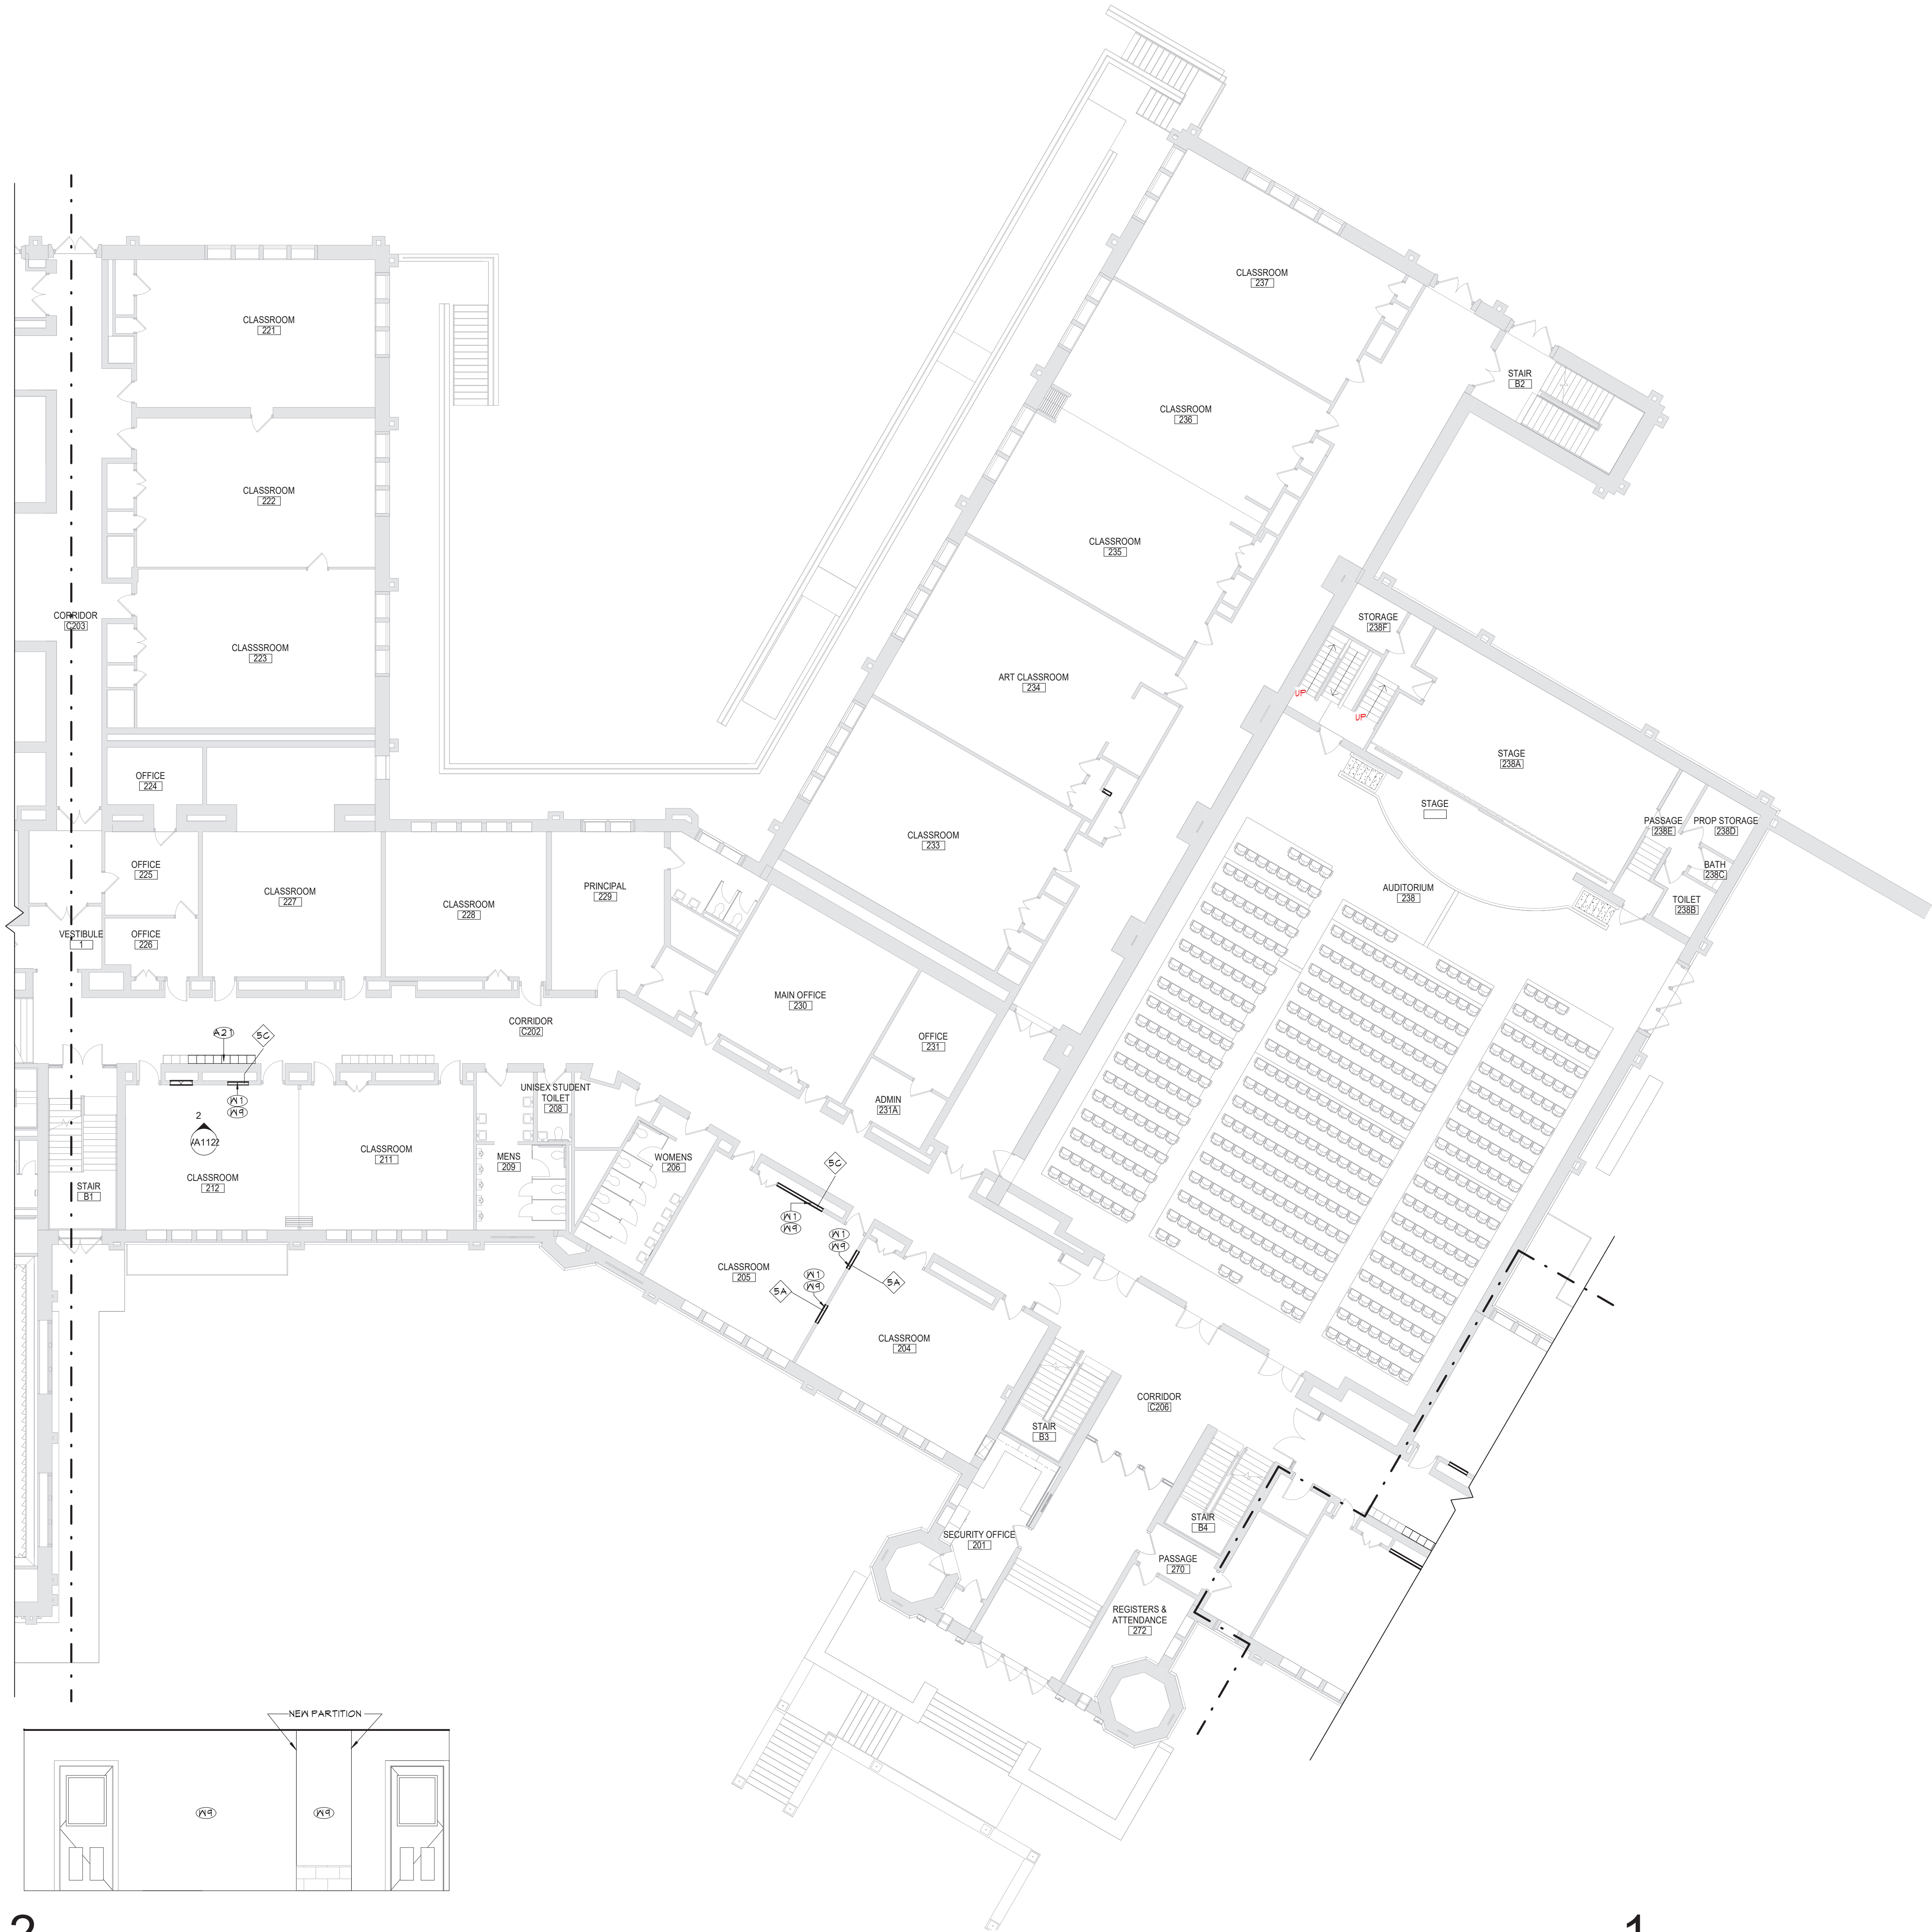 CLASSROOM
237
CLASSROOM
221
STAIR
B2
CLASSROOM
236
CLASSROOM
222
CLASSROOM
235
CORRIDOR
C203
STORAGE
238F
CLASSSROOM
223
ART CLASSROOM
234
UP
UP
STAGE
238A
OFFICE
224
STAGE
PASSAGE
238E
PROP STORAGE
238D
CLASSROOM
233
OFFICE
225
BATH
238C
PRINCIPAL
229
AUDITORIUM
238
CLASSROOM
227
TOILET
238B
CLASSROOM
228
VESTIBULE
1
OFFICE
226
MAIN OFFICE
230
CORRIDOR
C202
A21
5C
OFFICE
231
UNISEX STUDENT
TOILET
208
W1
W9
ADMIN
231A
2
/A112
CLASSROOM
211
MENS
209
WOMENS
206
5C
CLASSROOM
212
STAIR
B1
W1
W9
W1
W9
CLASSROOM
205
W1
W9
5A
5A
CLASSROOM
204
CORRIDOR
C206
STAIR
B3
STAIR
B4
SECURITY OFFICE
201
PASSAGE
270
REGISTERS &
ATTENDANCE
272
NEW PARTITION
W9
W9
2
1